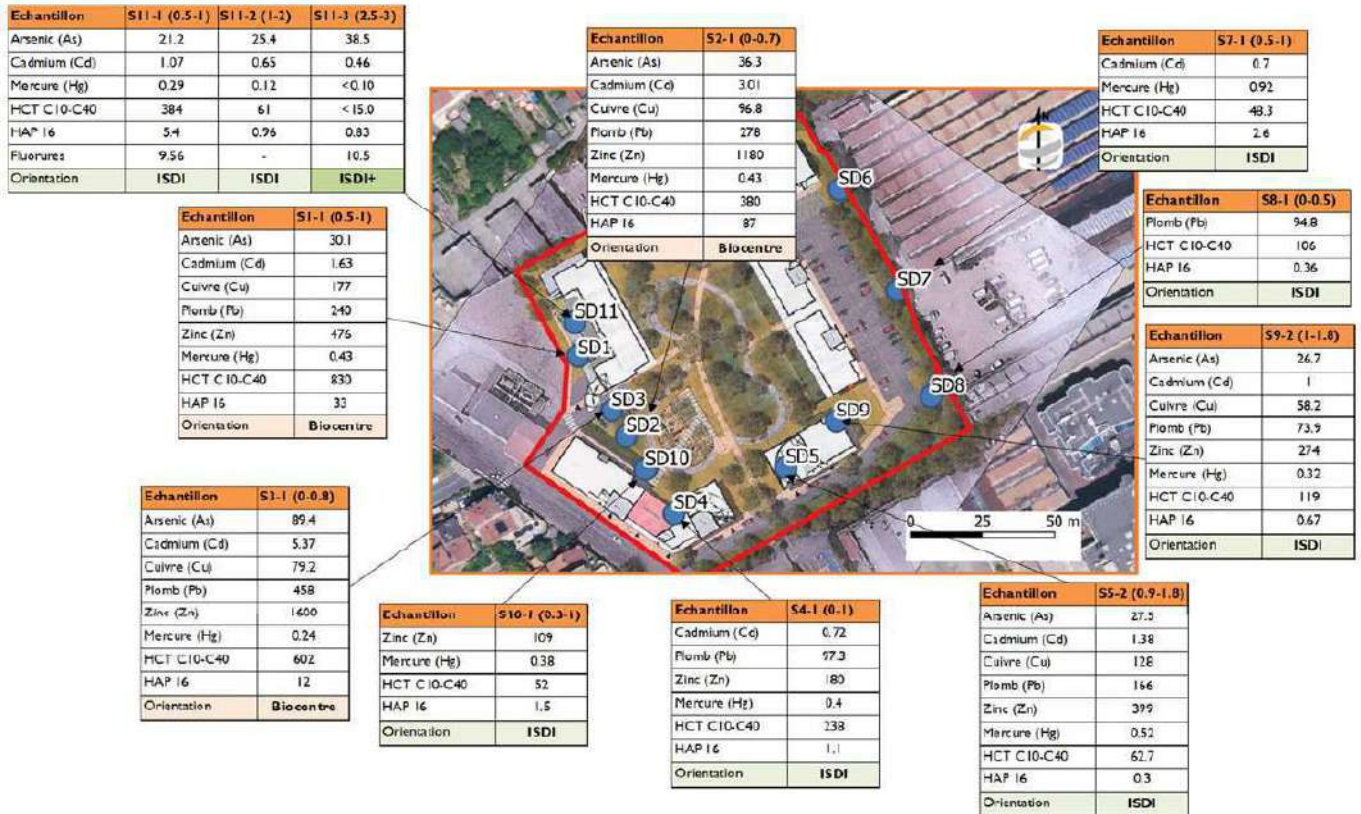 Echantillon S11-1 (0.5-1) S11-2 (1-2) S11-3 (2.5-3)
Arsenic (As) 21.2 25.4 38.5
Cadmium (Cd) 1.07 0.65 0.46
Mercure (Hg) 0.29 0.12 <0.10
HCT C10-C40 384 61 <15.0
HAP 16 5.4 0.96 0.83
Fluorures 9.56 - 10.5
Orientation ISDI ISDI ISDI+
Echantillon S2-1 (0-0.7)
Arsenic (As) 36.3
Cadmium (Cd) 3.01
Cuivre (Cu) 96.8
Plomb (Pb) 278
Zinc (Zn) 1180
Mercure (Hg) 0.43
HCT C10-C40 380
HAP 16 87
Orientation Biocentre
Echantillon S7-1 (0.5-1)
Cadmium (Cd) 0.7
Mercure (Hg) 092
HCT C10-C40 48.3
HAP 16 2.6
Orientation ISDI
Echantillon S8-1 (0-0.5)
Plomb (Pb) 94.8
HCT C10-C40 106
HAP 16 0.36
Orientation ISDI
Echantillon S1-1 (0.5-1)
Arsenic (As) 30.1
Cadmium (Cd) 1.63
Cuivre (Cu) 177
Plomb (Pb) 240
Zinc (Zn) 476
Mercure (Hg) 0.43
HCT C10-C40 830
HAP 16 33
Orientation Biocentre
Echantillon S9-2 (1-1.8)
Arsenic (As) 26.7
Cadmium (Cd) 1
Cuivre (Cu) 58.2
Plomb (Pb) 73.9
Zinc (Zn) 274
Mercure (Hg) 0.32
HCT C10-C40 119
HAP 16 0.67
Orientation ISDI
N
SD6
SD7
SD11
SD1
SD8
SD3
SD9
SD2
SD10
SD5
SD4
0 25 50 m
Echantillon S3-1 (0-0.8)
Arsenic (As) 89.4
Cadmium (Cd) 5.37
Cuivre (Cu) 79.2
Plomb (Pb) 458
Zinc (Zn) 1600
Mercure (Hg) 0.24
HCT C10-C40 602
HAP 16 12
Orientation Biocentre
Echantillon S10-1 (0.3-1)
Zinc (Zn) 109
Mercure (Hg) 0.38
HCT C10-C40 52
HAP 16 1.5
Orientation ISDI
Echantillon S4-1 (0-1)
Cadmium (Cd) 0.72
Plomb (Pb) 97.3
Zinc (Zn) 180
Mercure (Hg) 0.4
HCT C10-C40 238
HAP 16 1.1
Orientation ISDI
Echantillon S5-2 (0.9-1.8)
Arsenic (As) 27.5
Cadmium (Cd) 1.38
Cuivre (Cu) 128
Plomb (Pb) 166
Zinc (Zn) 399
Mercure (Hg) 0.52
HCT C10-C40 62.7
HAP 16 0.3
Orientation ISDI